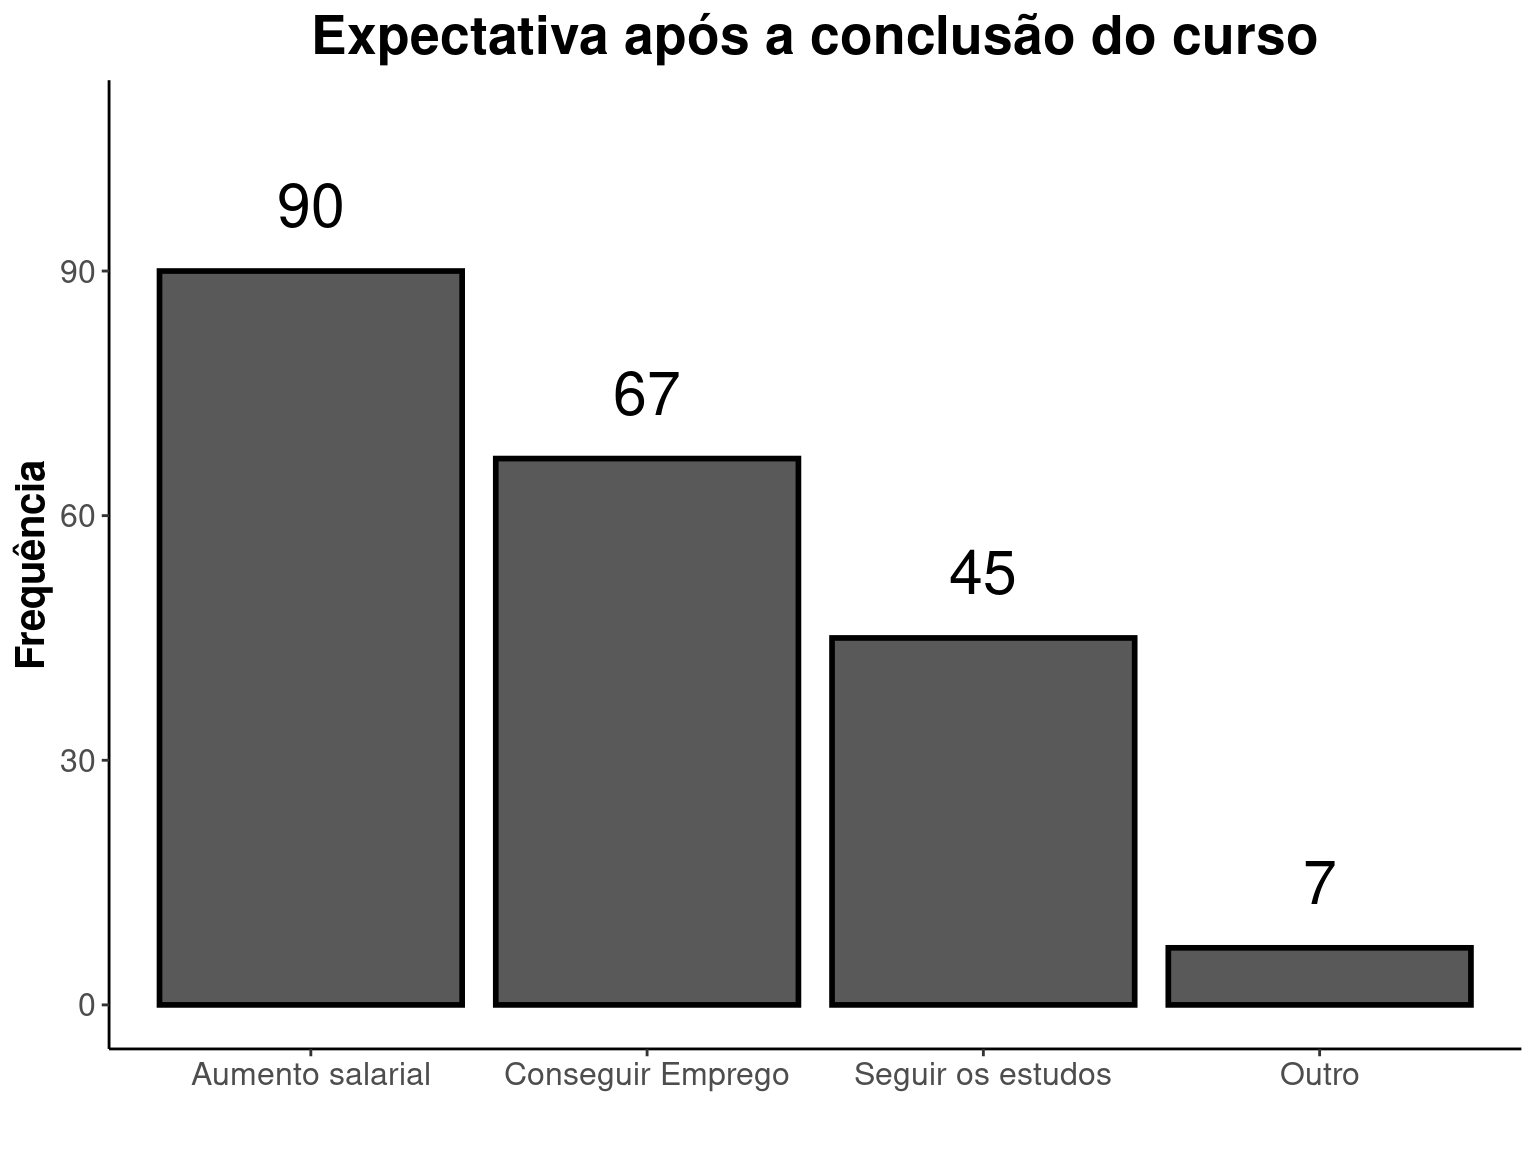 Expectativa após a conclusão do curso
Frequência
90
60
30
0
90
67
45
7
Aumento salarial
Conseguir Emprego
Seguir os estudos
Outro